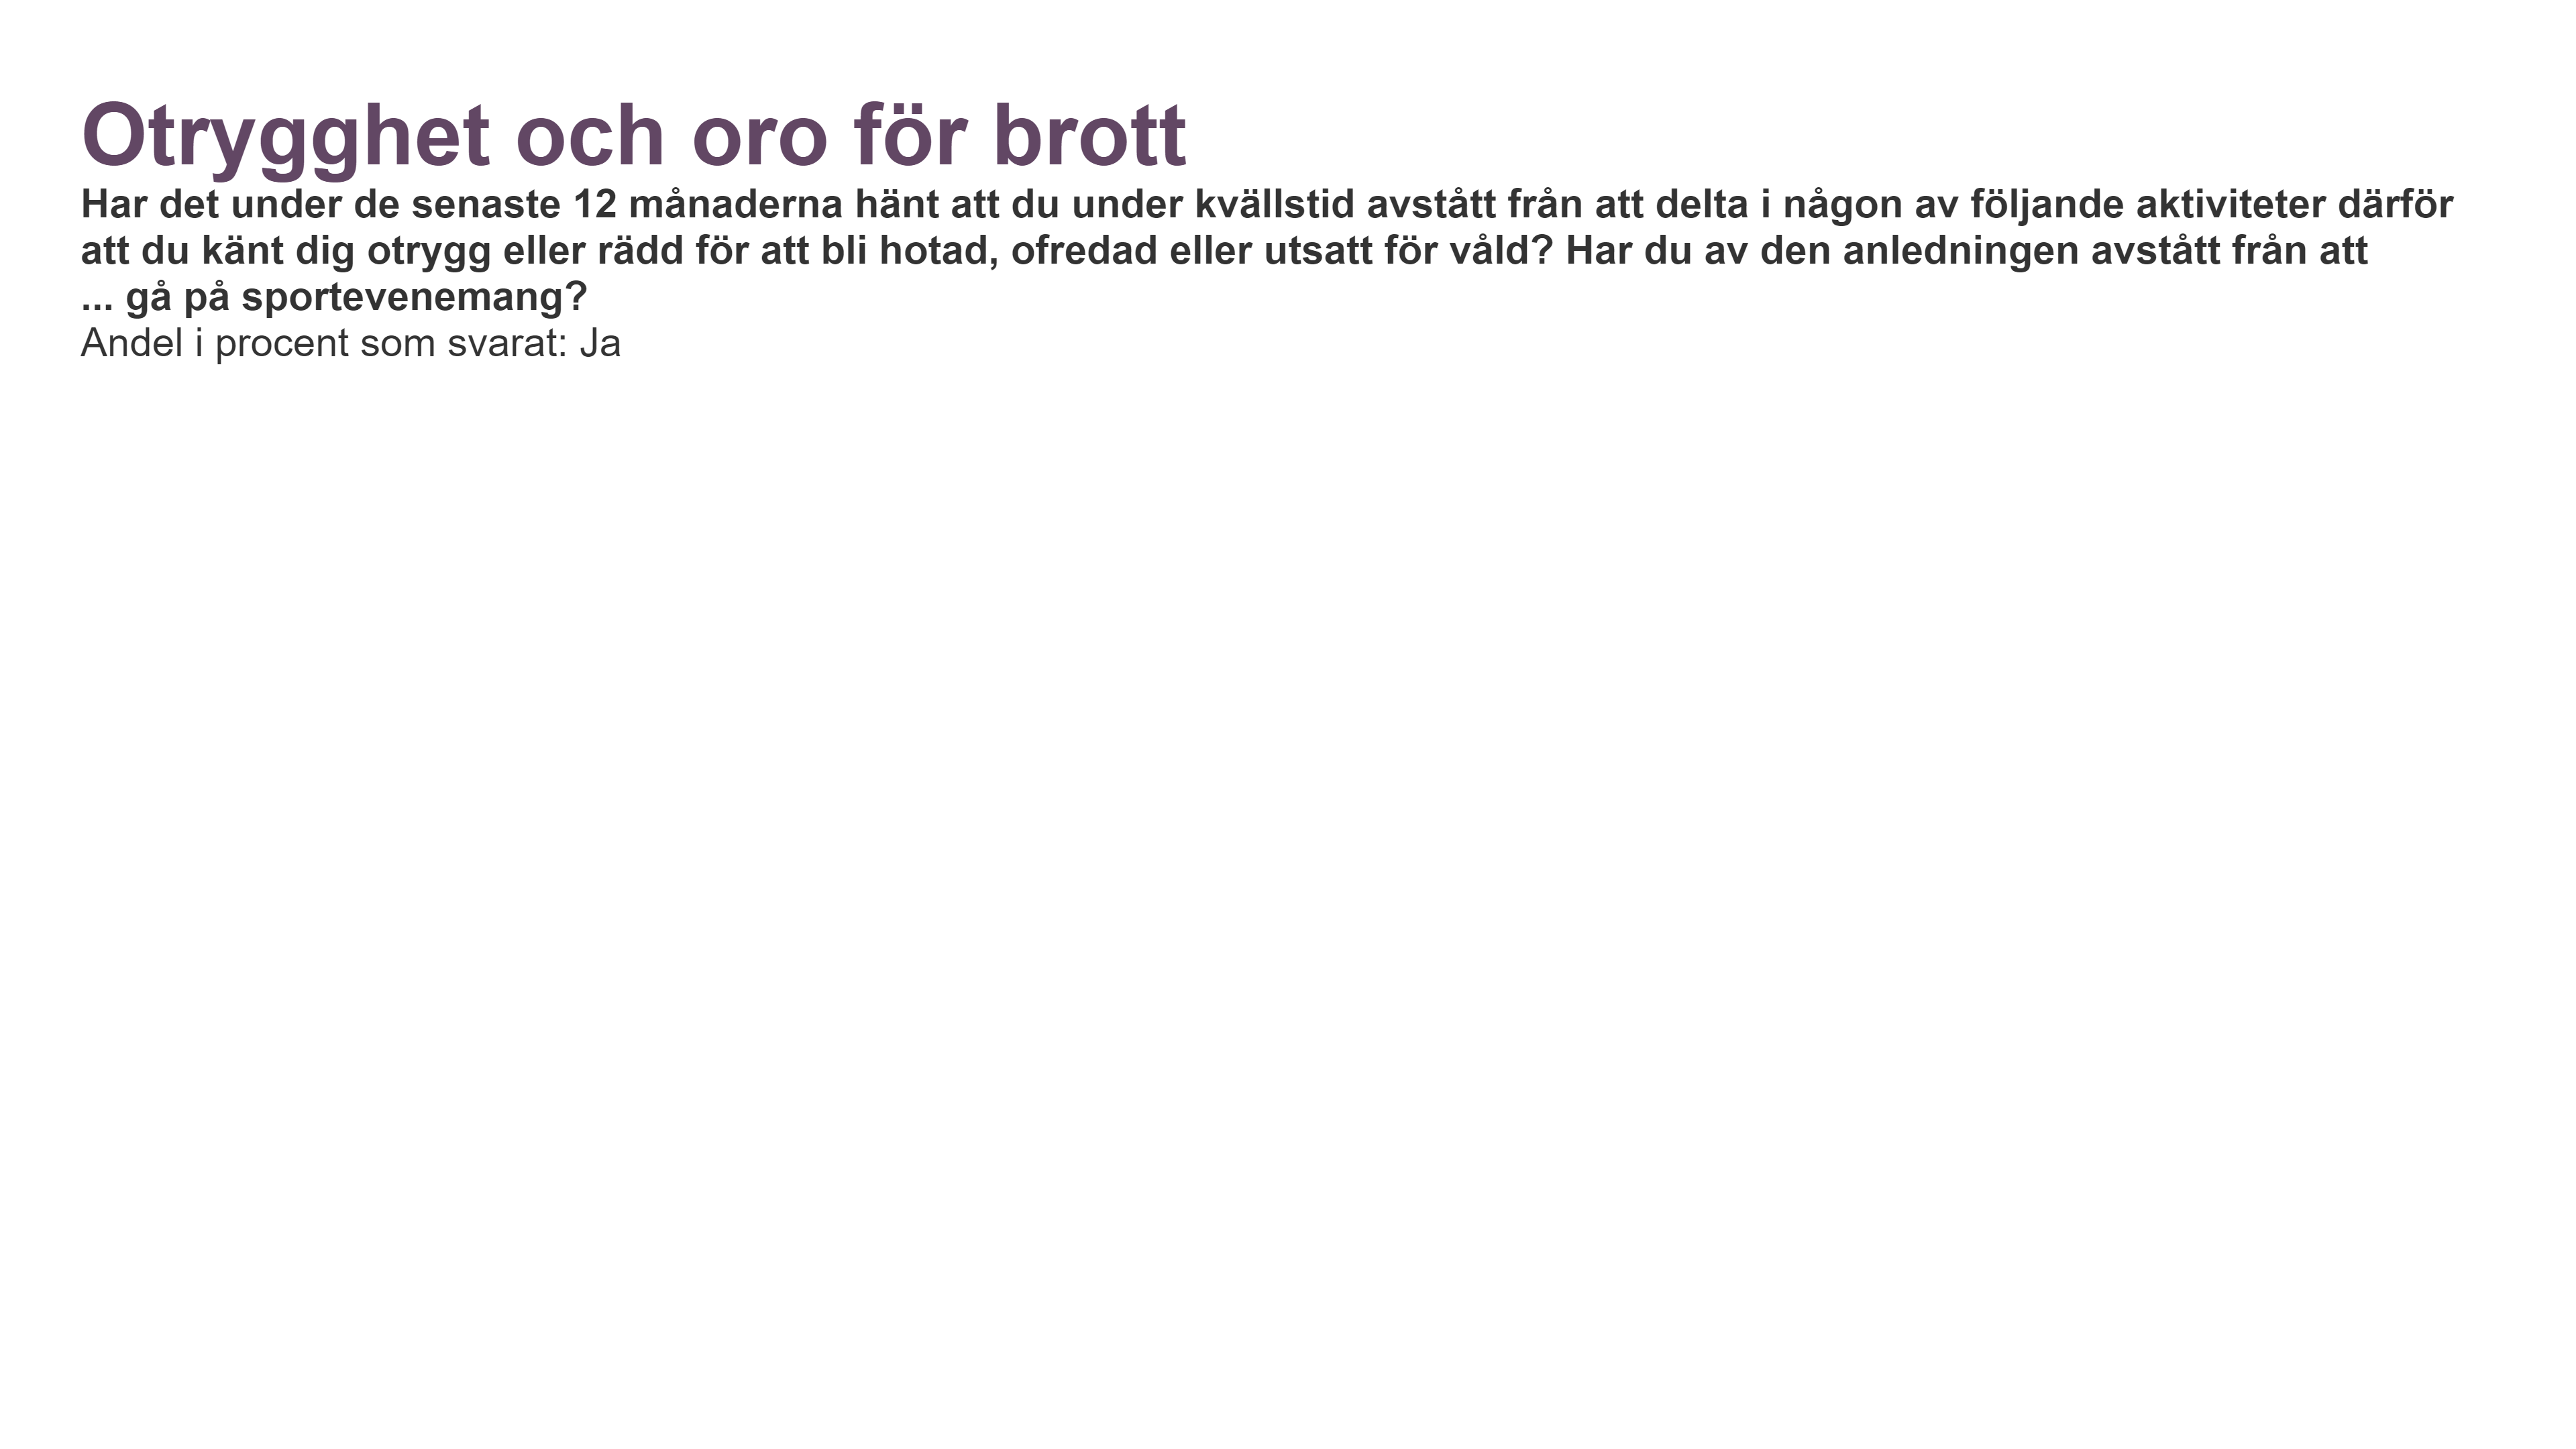 Otrygghet och oro för brott
Har det under de senaste 12 månaderna hänt att du under kvällstid avstått från att delta i någon av följande aktiviteter därför
att du känt dig otrygg eller rädd för att bli hotad, ofredad eller utsatt för våld? Har du av den anledningen avstått från att
... gå på sportevenemang?
Andel i procent som svarat: Ja